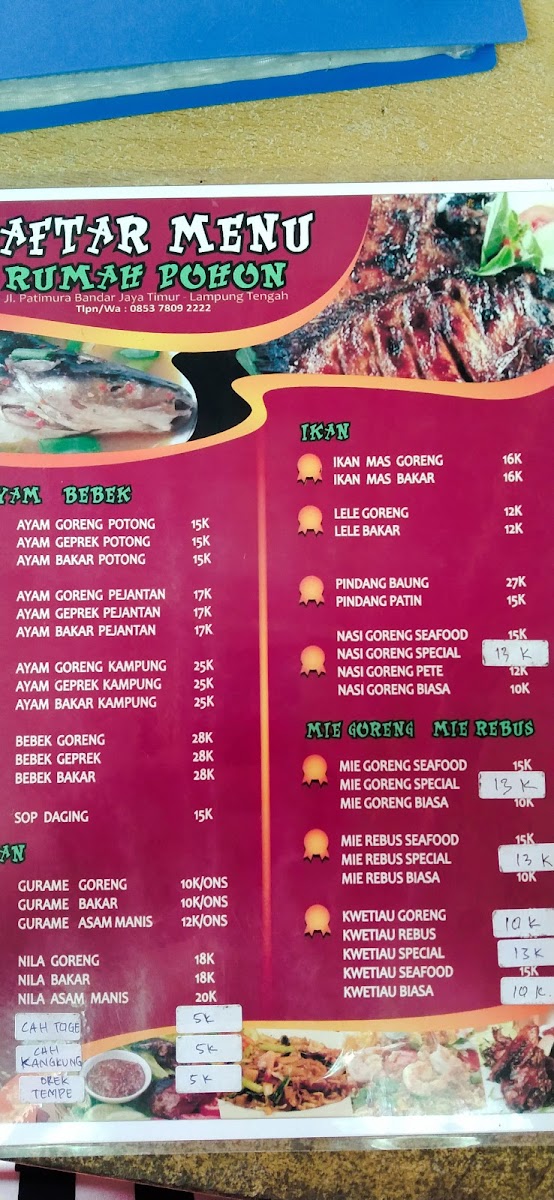 AFTAR MENU
RUMAH POHON
Jl. Patimura Bandar Jaya Timur - Lampung Tengah
Tlpn/Wa : 0853 7809 2222
YAM BEBEK
AYAM GORENG POTONG 15K
AYAM GEPREK POTONG 15K
AYAM BAKAR POTONG 15K
AYAM GORENG PEJANTAN 17K
AYAM GEPREK PEJANTAN 17K
AYAM BAKAR PEJANTAN 17K
AYAM GORENG KAMPUNG 25K
AYAM GEPREK KAMPUNG 25K
AYAM BAKAR KAMPUNG 25K
BEBEK GORENG 28K
BEBEK GEPREK 28K
BEBEK BAKAR 28K
SOP DAGING 15K
AN
GURAME GORENG 10K/ONS
GURAME BAKAR 10K/ONS
GURAME ASAM MANIS 12K/ONS
NILA GORENG 18K
NILA BAKAR 18K
NILA ASAM MANIS 20K
CAH TOGE 5K
CAH KANGKUNG 5K
OREK TEMPE 5K
IKAN
IKAN MAS GORENG 16K
IKAN MAS BAKAR 16K
LELE GORENG 12K
LELE BAKAR 12K
PINDANG BAUNG 27K
PINDANG PATIN 15K
NASI GORENG SEAFOOD 15K
NASI GORENG SPECIAL 13 K
NASI GORENG PETE 12K
NASI GORENG BIASA 10K
MIE GORENG MIE REBUS
MIE GORENG SEAFOOD 15K
MIE GORENG SPECIAL 13 K
MIE GORENG BIASA 10K
MIE REBUS SEAFOOD 15K
MIE REBUS SPECIAL 13 K
MIE REBUS BIASA 10K
KWETIAU GORENG 10K
KWETIAU REBUS
KWETIAU SPECIAL 13K
KWETIAU SEAFOOD 15K
KWETIAU BIASA 10K